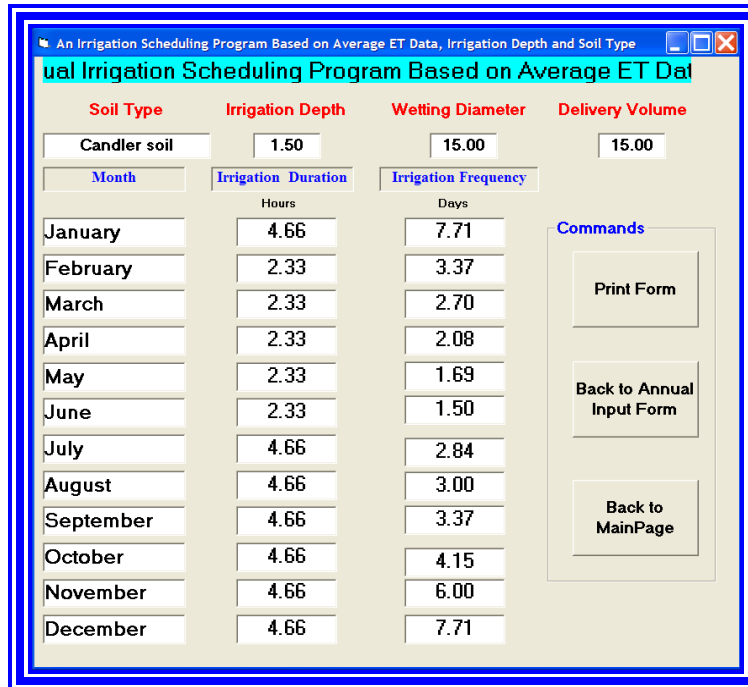 An Irrigation Scheduling Program Based on Average ET Data, Irrigation Depth and Soil Type
ual Irrigation Scheduling Program Based on Average ET Dat
Soil Type Irrigation Depth Wetting Diameter Delivery Volume
Candler soil 1.50 15.00 15.00
Month Irrigation Duration Irrigation Frequency
Hours Days
January 4.66 7.71
February 2.33 3.37
March 2.33 2.70
April 2.33 2.08
May 2.33 1.69
June 2.33 1.50
July 4.66 2.84
August 4.66 3.00
September 4.66 3.37
October 4.66 4.15
November 4.66 6.00
December 4.66 7.71
Commands
Print Form
Back to Annual
Input Form
Back to
MainPage